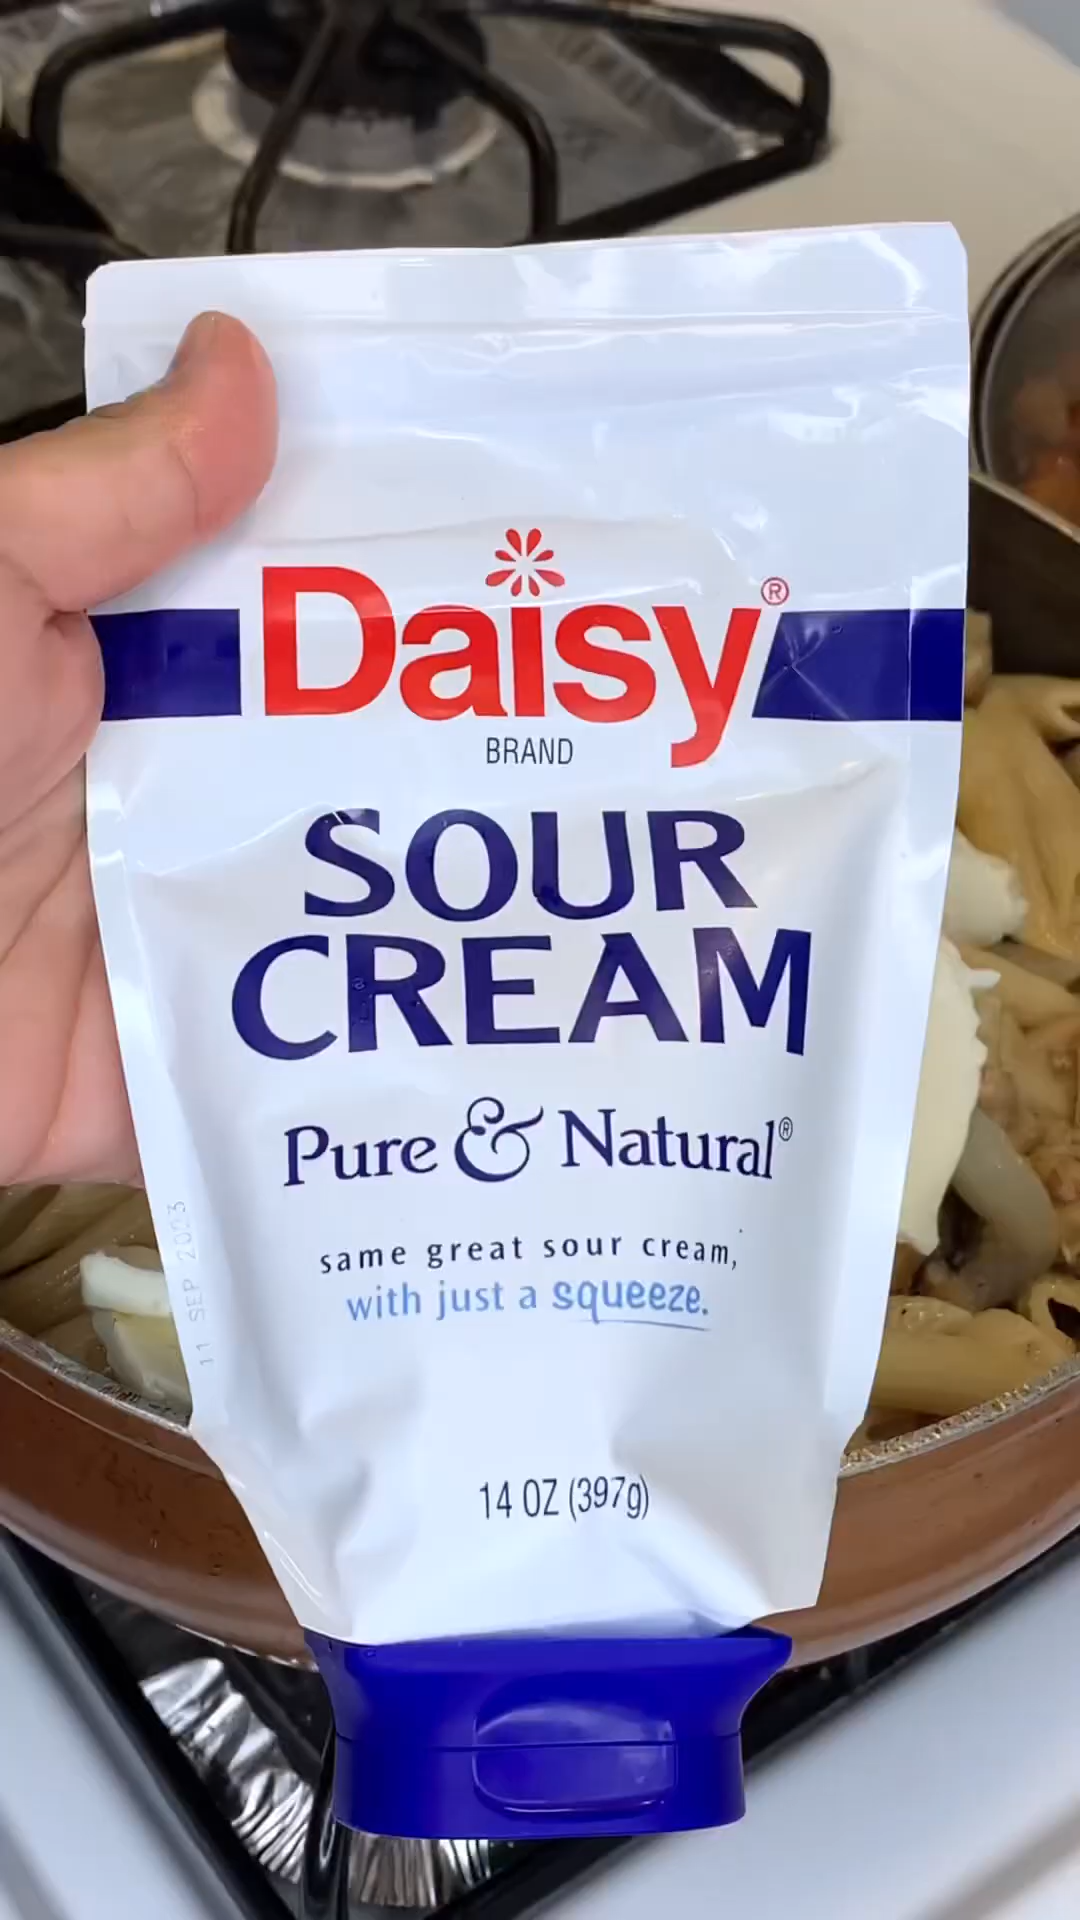 Daisy®
BRAND
SOUR
CREAM
Pure & Natural®
same great sour cream,
with just a squeeze.
11 SEP 2023
14 OZ (397g)